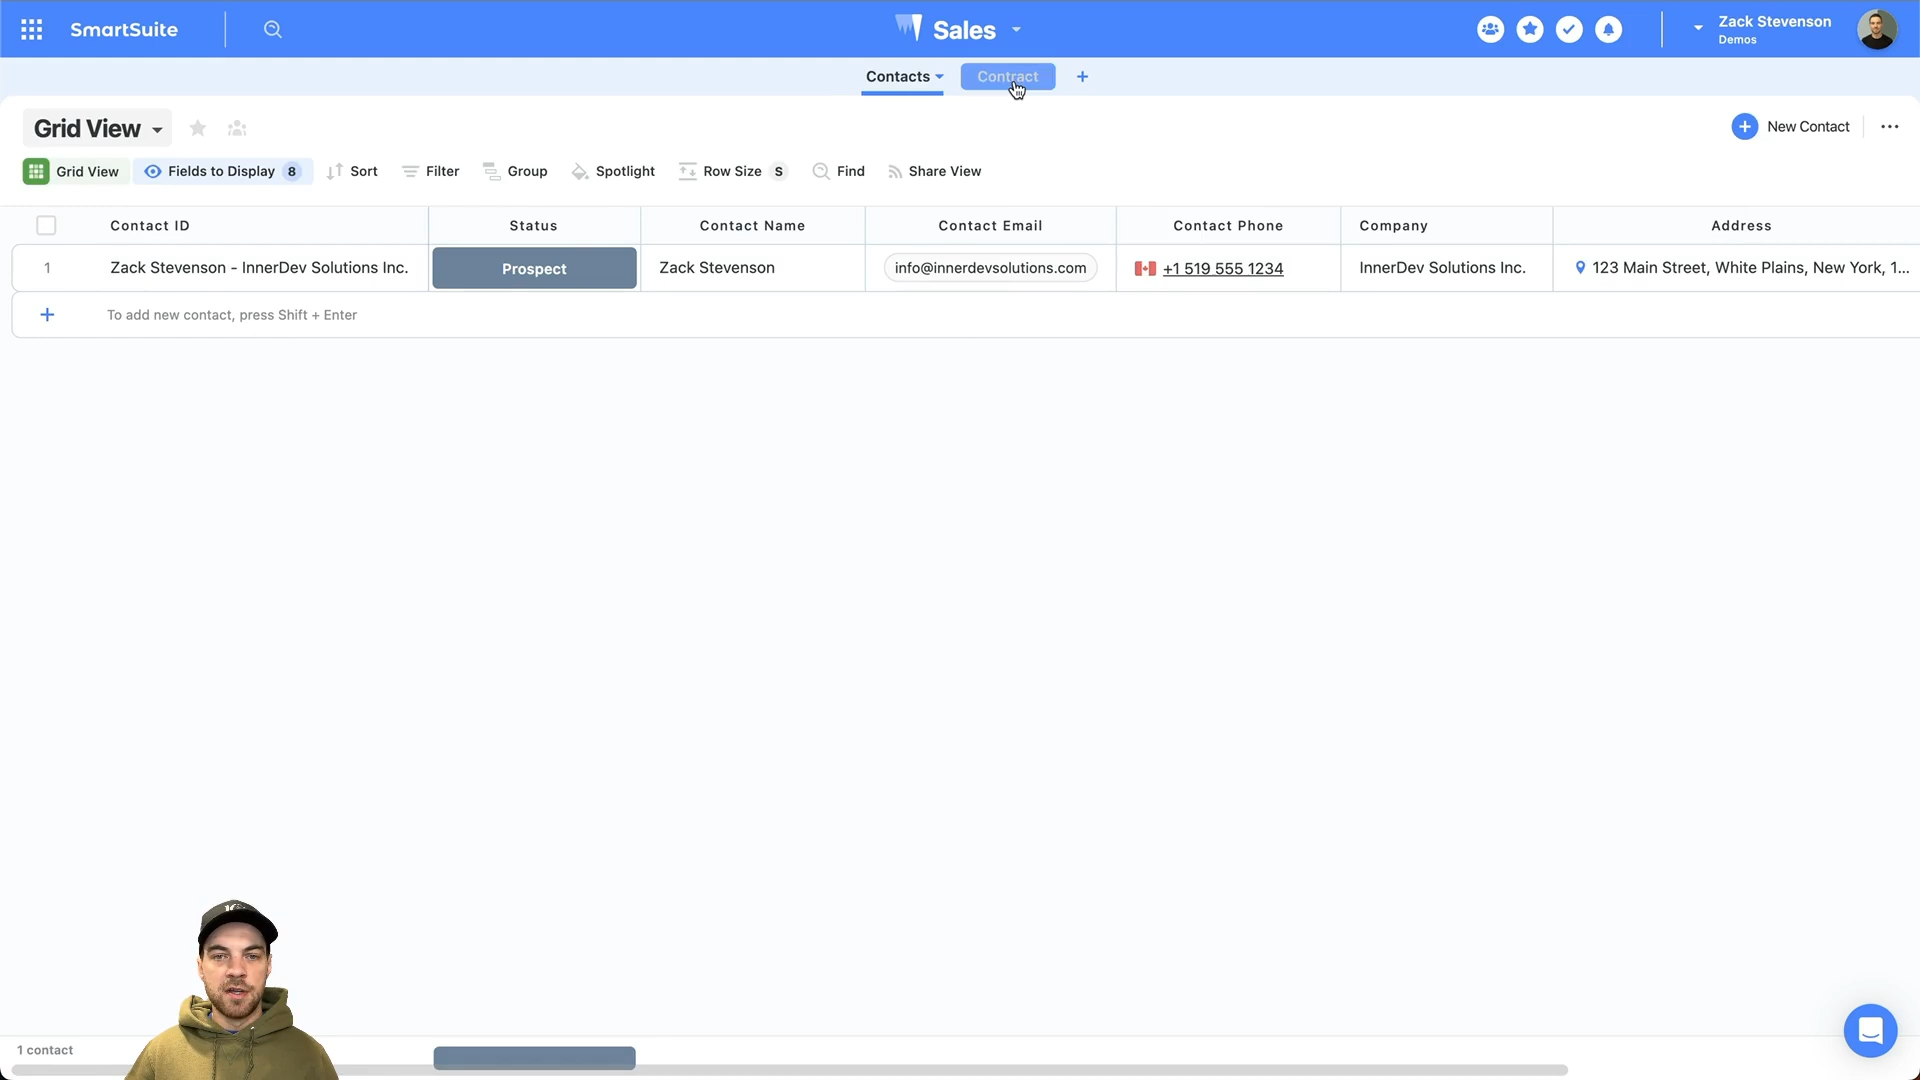 SmartSuite
Sales
Zack Stevenson
Demos
Contacts
Contract
+
Grid View
New Contact
Grid View
Fields to Display 8
Sort
Filter
Group
Spotlight
Row Size S
Find
Share View
Contact ID
Status
Contact Name
Contact Email
Contact Phone
Company
Address
1
Zack Stevenson - InnerDev Solutions Inc.
Prospect
Zack Stevenson
info@innerdevsolutions.com
+1 519 555 1234
InnerDev Solutions Inc.
123 Main Street, White Plains, New York, 1...
+
To add new contact, press Shift + Enter
1 contact